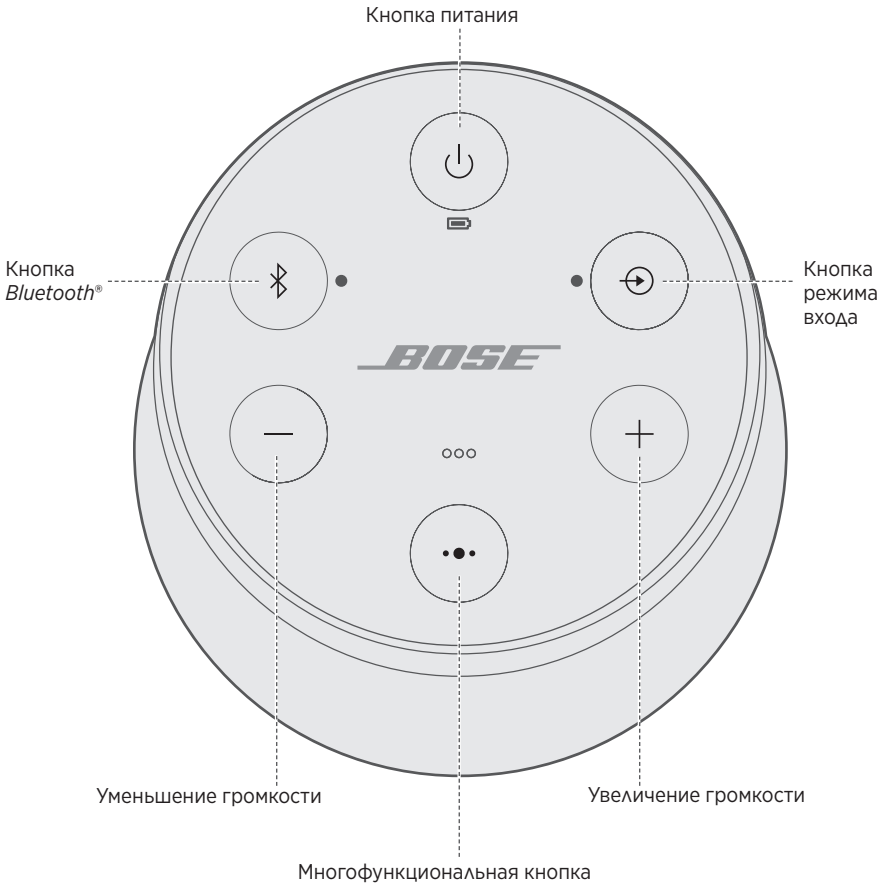 Кнопка питания
Кнопка
Bluetooth®
Кнопка
режима
входа
BOSE
Уменьшение громкости
Увеличение громкости
Многофункциональная кнопка